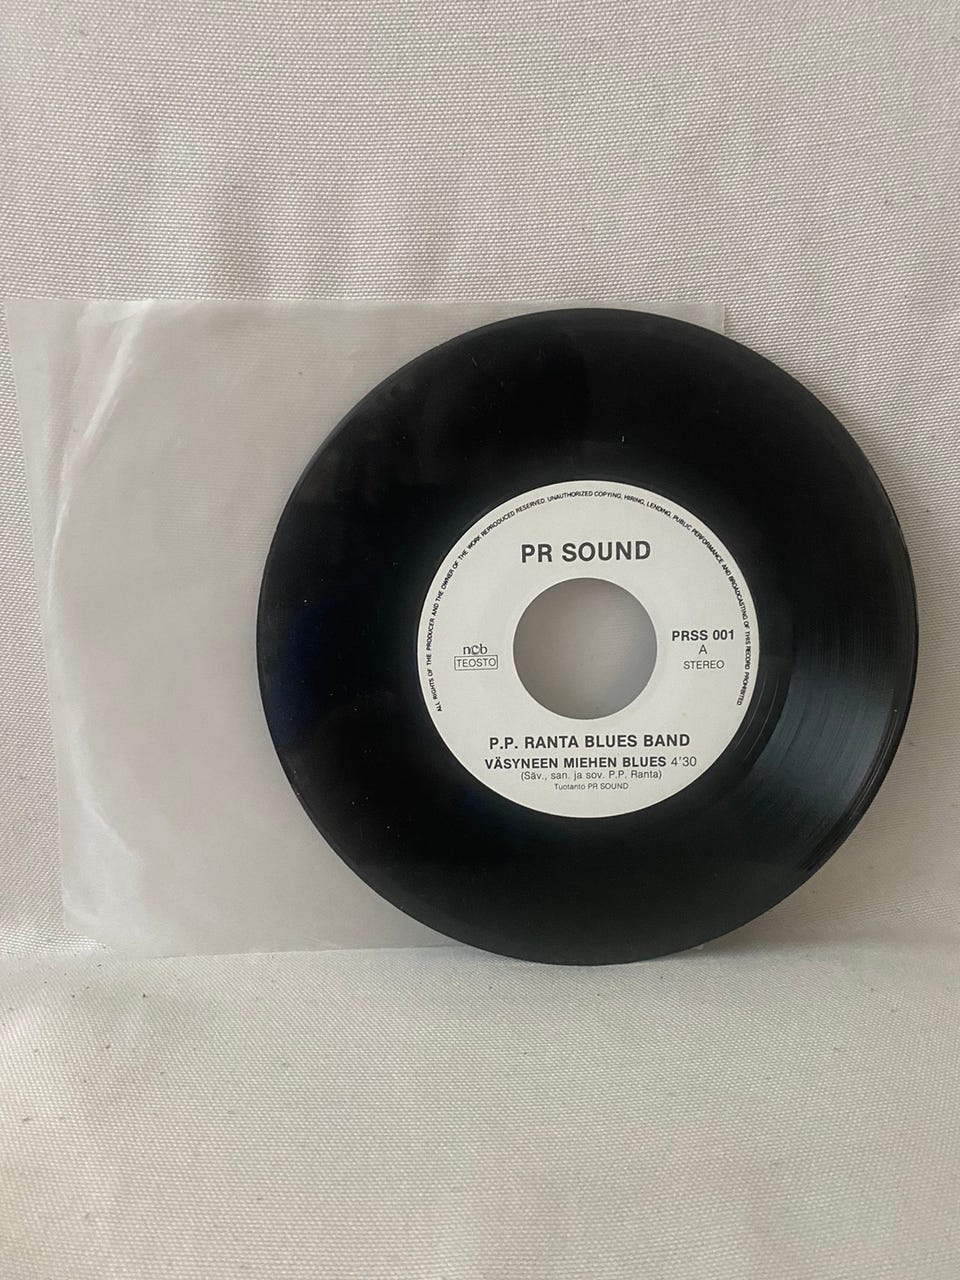 ALL RIGHTS OF THE PRODUCER AND THE OWNER OF THE WORK REPRODUCED RESERVED. UNAUTHORIZED COPYING, HIRING, LENDING, PUBLIC PERFORMANCE AND BROADCASTING OF THIS RECORD PROHIBITED.
PR SOUND
ncb
TEOSTO
PRSS 001
A
STEREO
P.P. RANTA BLUES BAND
VÄSYNEEN MIEHEN BLUES 4'30
(Säv., san. ja sov. P.P. Ranta)
Tuotanto PR SOUND